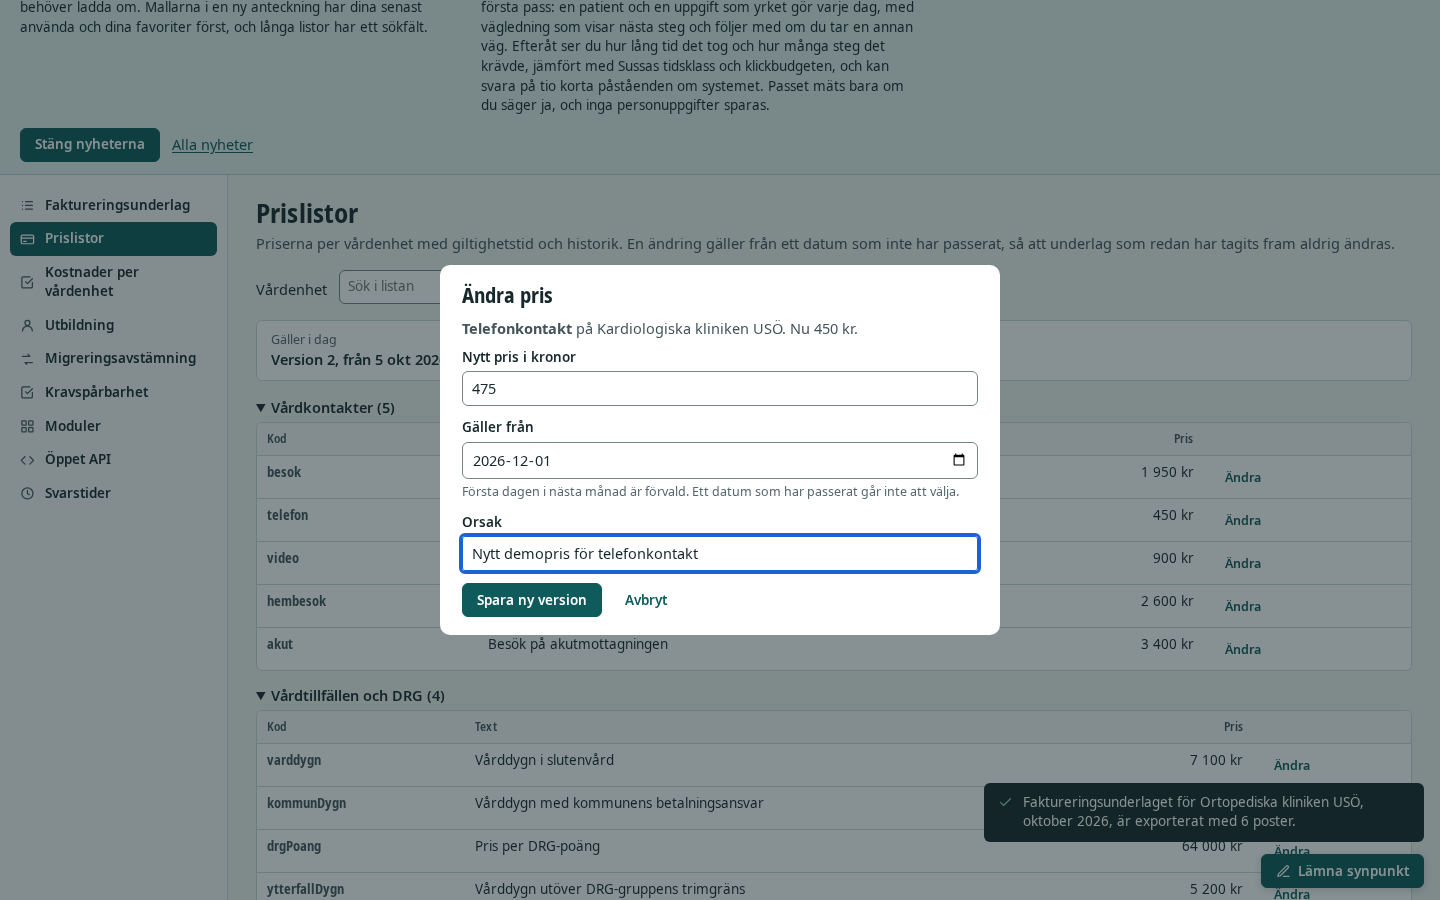 behöver ladda om. Mallarna i en ny anteckning har dina senast
använda och dina favoriter först, och långa listor har ett sökfält.
första pass: en patient och en uppgift som yrket gör varje dag, med
vägledning som visar nästa steg och följer med om du tar en annan
väg. Efteråt ser du hur lång tid det tog och hur många steg det
krävde, jämfört med Sussas tidsklass och klickbudgeten, och kan
svara på tio korta påståenden om systemet. Passet mäts bara om
du säger ja, och inga personuppgifter sparas.
Stäng nyheterna
Alla nyheter
Faktureringsunderlag
Prislistor
Kostnader per
vårdenhet
Utbildning
Migreringsavstämning
Kravspårbarhet
Moduler
Öppet API
Svarstider
Prislistor
Priserna per vårdenhet med giltighetstid och historik. En ändring gäller från ett datum som inte har passerat, så att underlag som redan har tagits fram aldrig ändras.
Vårdenhet
Sök i listan
Gäller i dag
Version 2, från 5 okt 202
Vårdkontakter (5)
Kod
Pris
besok
1 950 kr
Ändra
telefon
450 kr
Ändra
video
900 kr
Ändra
hembesok
2 600 kr
Ändra
akut
Besök på akutmottagningen
3 400 kr
Ändra
Ändra pris
Telefonkontakt på Kardiologiska kliniken USÖ. Nu 450 kr.
Nytt pris i kronor
475
Gäller från
2026-12-01
Första dagen i nästa månad är förvald. Ett datum som har passerat går inte att välja.
Orsak
Nytt demopris för telefonkontakt
Spara ny version
Avbryt
Vårdtillfällen och DRG (4)
Kod
Text
Pris
varddygn
Vårddygn i slutenvård
7 100 kr
Ändra
kommunDygn
Vårddygn med kommunens betalningsansvar
drgPoang
Pris per DRG-poäng
64 000 kr
Ändra
ytterfallDygn
Vårddygn utöver DRG-gruppens trimgräns
5 200 kr
Ändra
Faktureringsunderlaget för Ortopediska kliniken USÖ,
oktober 2026, är exporterat med 6 poster.
Lämna synpunkt